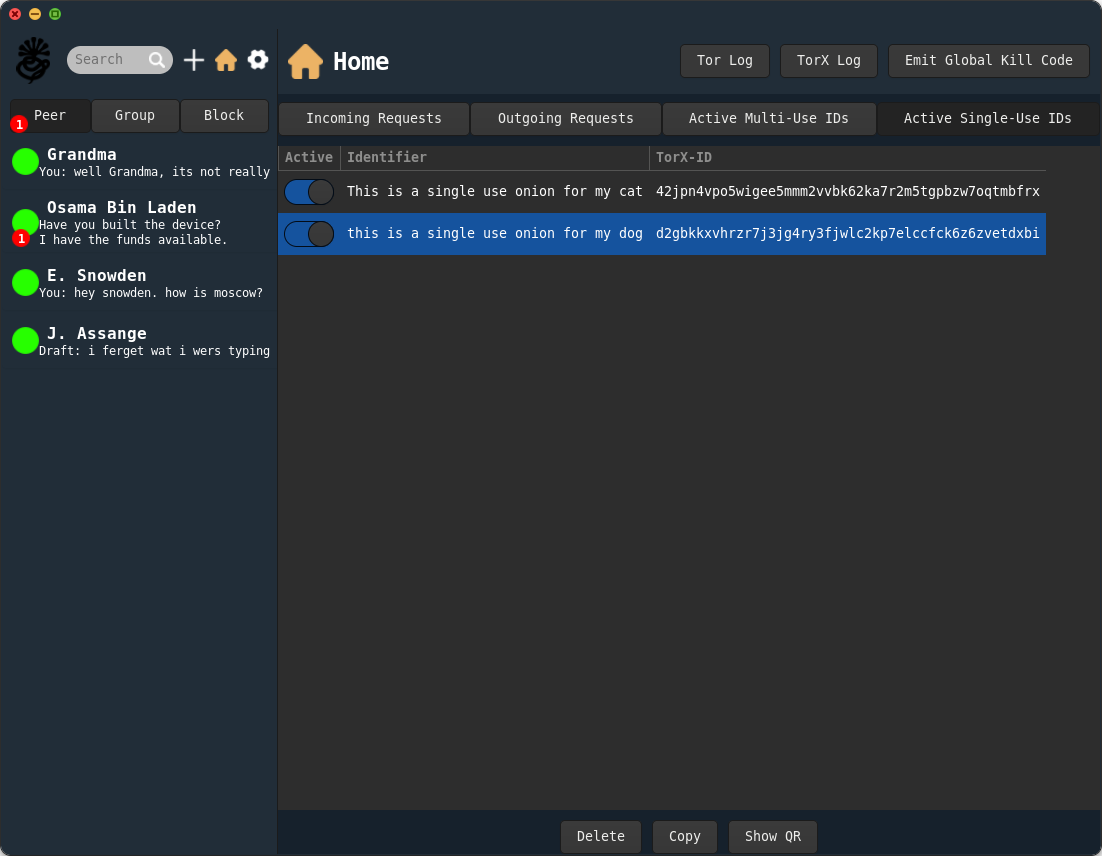 Search
Home
Tor Log
TorX Log
Emit Global Kill Code
Peer
1
Group
Block
Grandma
You: well Grandma, its not really
Osama Bin Laden
Have you built the device?
1
I have the funds available.
E. Snowden
You: hey snowden. how is moscow?
J. Assange
Draft: i ferget wat i wers typing
Incoming Requests
Outgoing Requests
Active Multi-Use IDs
Active Single-Use IDs
Active Identifier TorX-ID
This is a single use onion for my cat 42jpn4vpo5wigee5mmm2vvbk62ka7r2m5tgpbzw7oqtmbfrx
this is a single use onion for my dog d2gbkkxvhrzr7j3jg4ry3fjwlc2kp7elccfck6z6zvetdxbi
Delete
Copy
Show QR